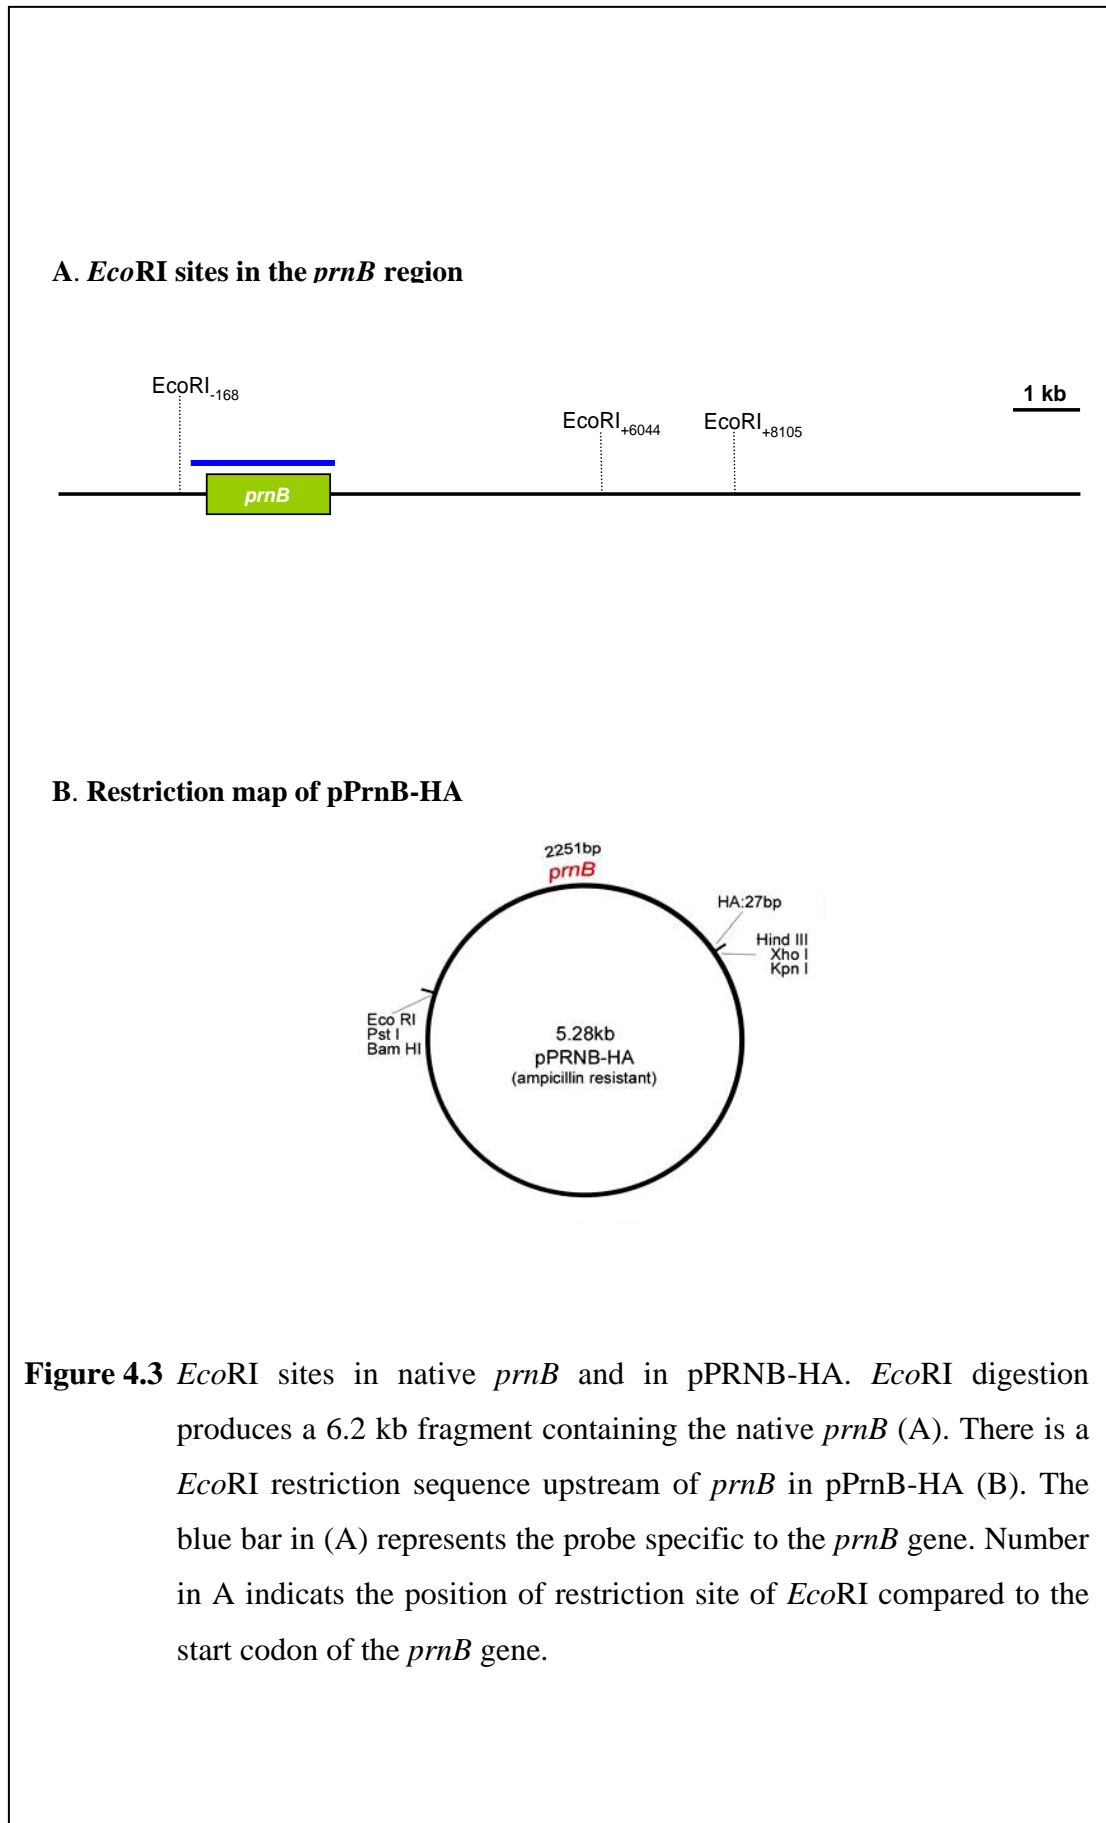 A. EcoRI sites in the prnB region
EcoRI-168
EcoRI+6044
EcoRI+8105
1 kb
prnB
B. Restriction map of pPrnB-HA
2251bp
prnB
HA:27bp
Hind III
Xho I
Kpn I
Eco RI
Pst I
Bam HI
5.28kb
pPRNB-HA
(ampicillin resistant)
Figure 4.3 EcoRI sites in native prnB and in pPRNB-HA. EcoRI digestion
produces a 6.2 kb fragment containing the native prnB (A). There is a
EcoRI restriction sequence upstream of prnB in pPrnB-HA (B). The
blue bar in (A) represents the probe specific to the prnB gene. Number
in A indicats the position of restriction site of EcoRI compared to the
start codon of the prnB gene.